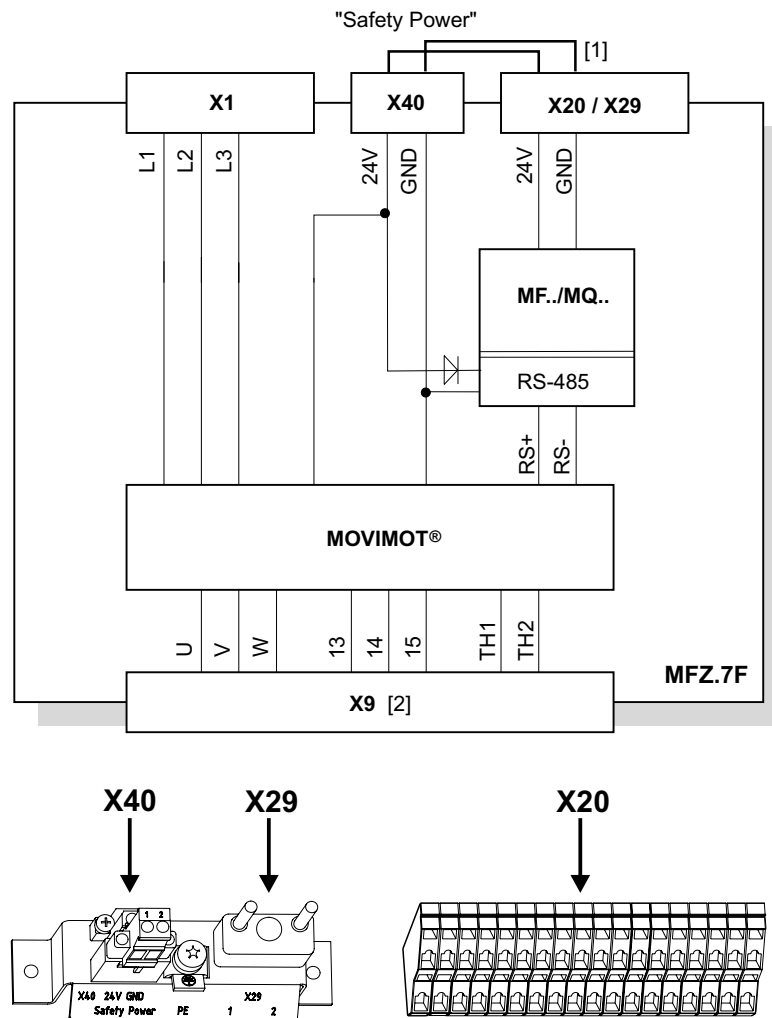 "Safety Power"
[1]
X1
X40
X20 / X29
L1
L2
L3
24V
GND
24V
GND
MF../MQ..
RS-485
RS+
RS-
MOVIMOT®
U
V
W
13
14
15
TH1
TH2
MFZ.7F
X9 [2]
X40
X29
X20
1 2
X40 24V GND
X29
Safety Power
PE
1
2